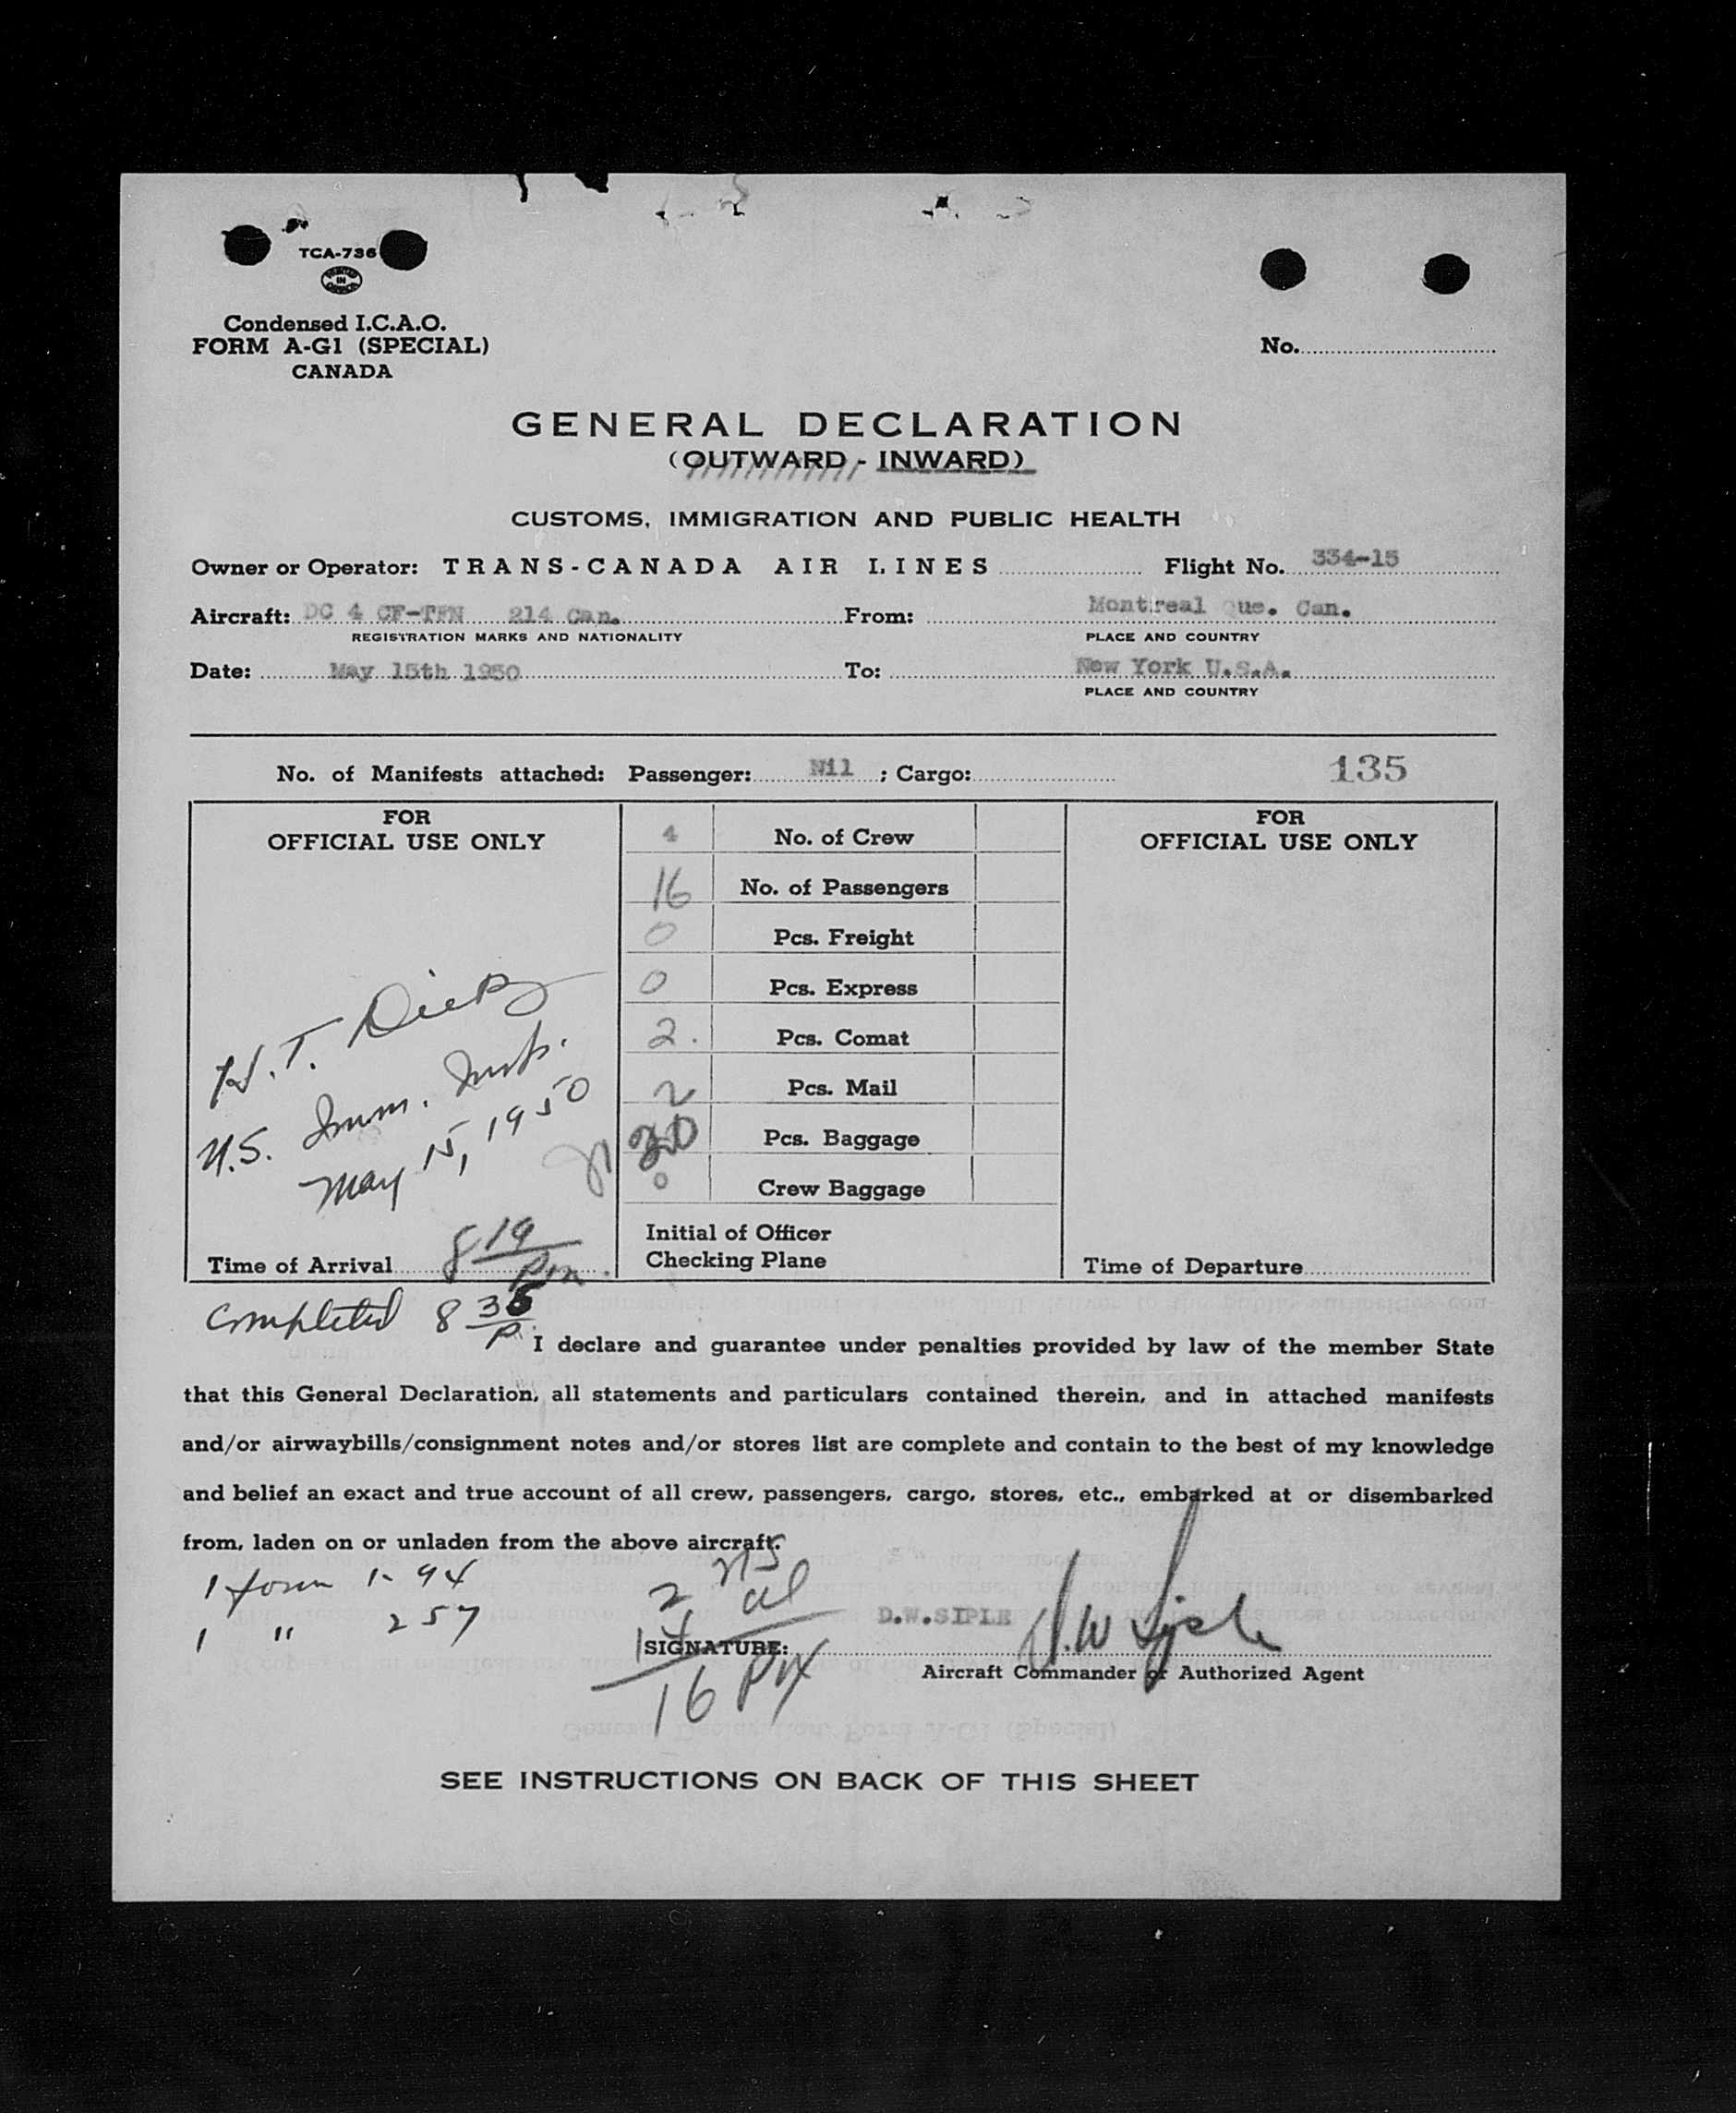 TCA-736
PRINTED IN CANADA
Condensed I.C.A.O.
FORM A-G1 (SPECIAL)
CANADA
No.
GENERAL DECLARATION
(OUTWARD - INWARD)
CUSTOMS, IMMIGRATION AND PUBLIC HEALTH
Owner or Operator: TRANS-CANADA AIR LINES Flight No. 334-15
Aircraft: DC 4 CF-TFN 214 Can. From: Montreal Que. Can.
REGISTRATION MARKS AND NATIONALITY PLACE AND COUNTRY
Date: May 15th 1950 To: New York U.S.A.
PLACE AND COUNTRY
No. of Manifests attached: Passenger: Nil ; Cargo: 135
FOR
OFFICIAL USE ONLY
H.T.
U.S. Imm. Insp.
May 15, 1950
Time of Arrival 8 19 Pm.
4 No. of Crew
16 No. of Passengers
0 Pcs. Freight
0 Pcs. Express
2. Pcs. Comat
2 Pcs. Mail
Pcs. Baggage
0 Crew Baggage
Initial of Officer
Checking Plane
FOR
OFFICIAL USE ONLY
Time of Departure
Completed 8 35 P.
I declare and guarantee under penalties provided by law of the member State
that this General Declaration, all statements and particulars contained therein, and in attached manifests
and/or airwaybills/consignment notes and/or stores list are complete and contain to the best of my knowledge
and belief an exact and true account of all crew, passengers, cargo, stores, etc., embarked at or disembarked
from, laden on or unladen from the above aircraft.
1 form 1-94
1 " 257
2 al
14
16 px
D.W.SIPLE D.W. Siple
SIGNATURE:
Aircraft Commander or Authorized Agent
SEE INSTRUCTIONS ON BACK OF THIS SHEET